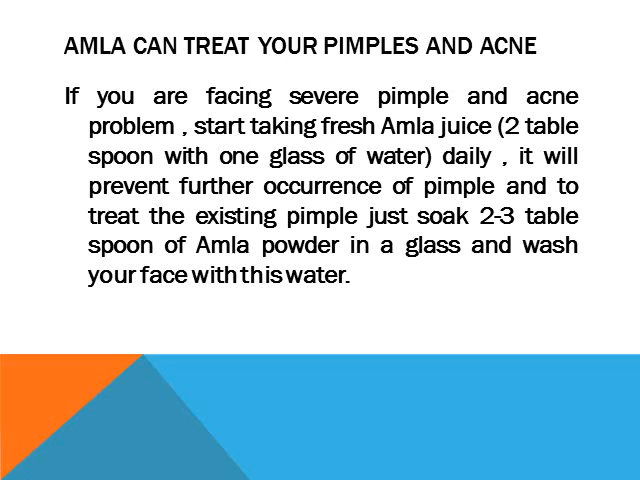 AMLA CAN TREAT YOUR PIMPLES AND ACNE
If you are facing severe pimple and acne
problem , start taking fresh Amla juice (2 table
spoon with one glass of water) daily , it will
prevent further occurrence of pimple and to
treat the existing pimple just soak 2-3 table
spoon of Amla powder in a glass and wash
your face with this water.